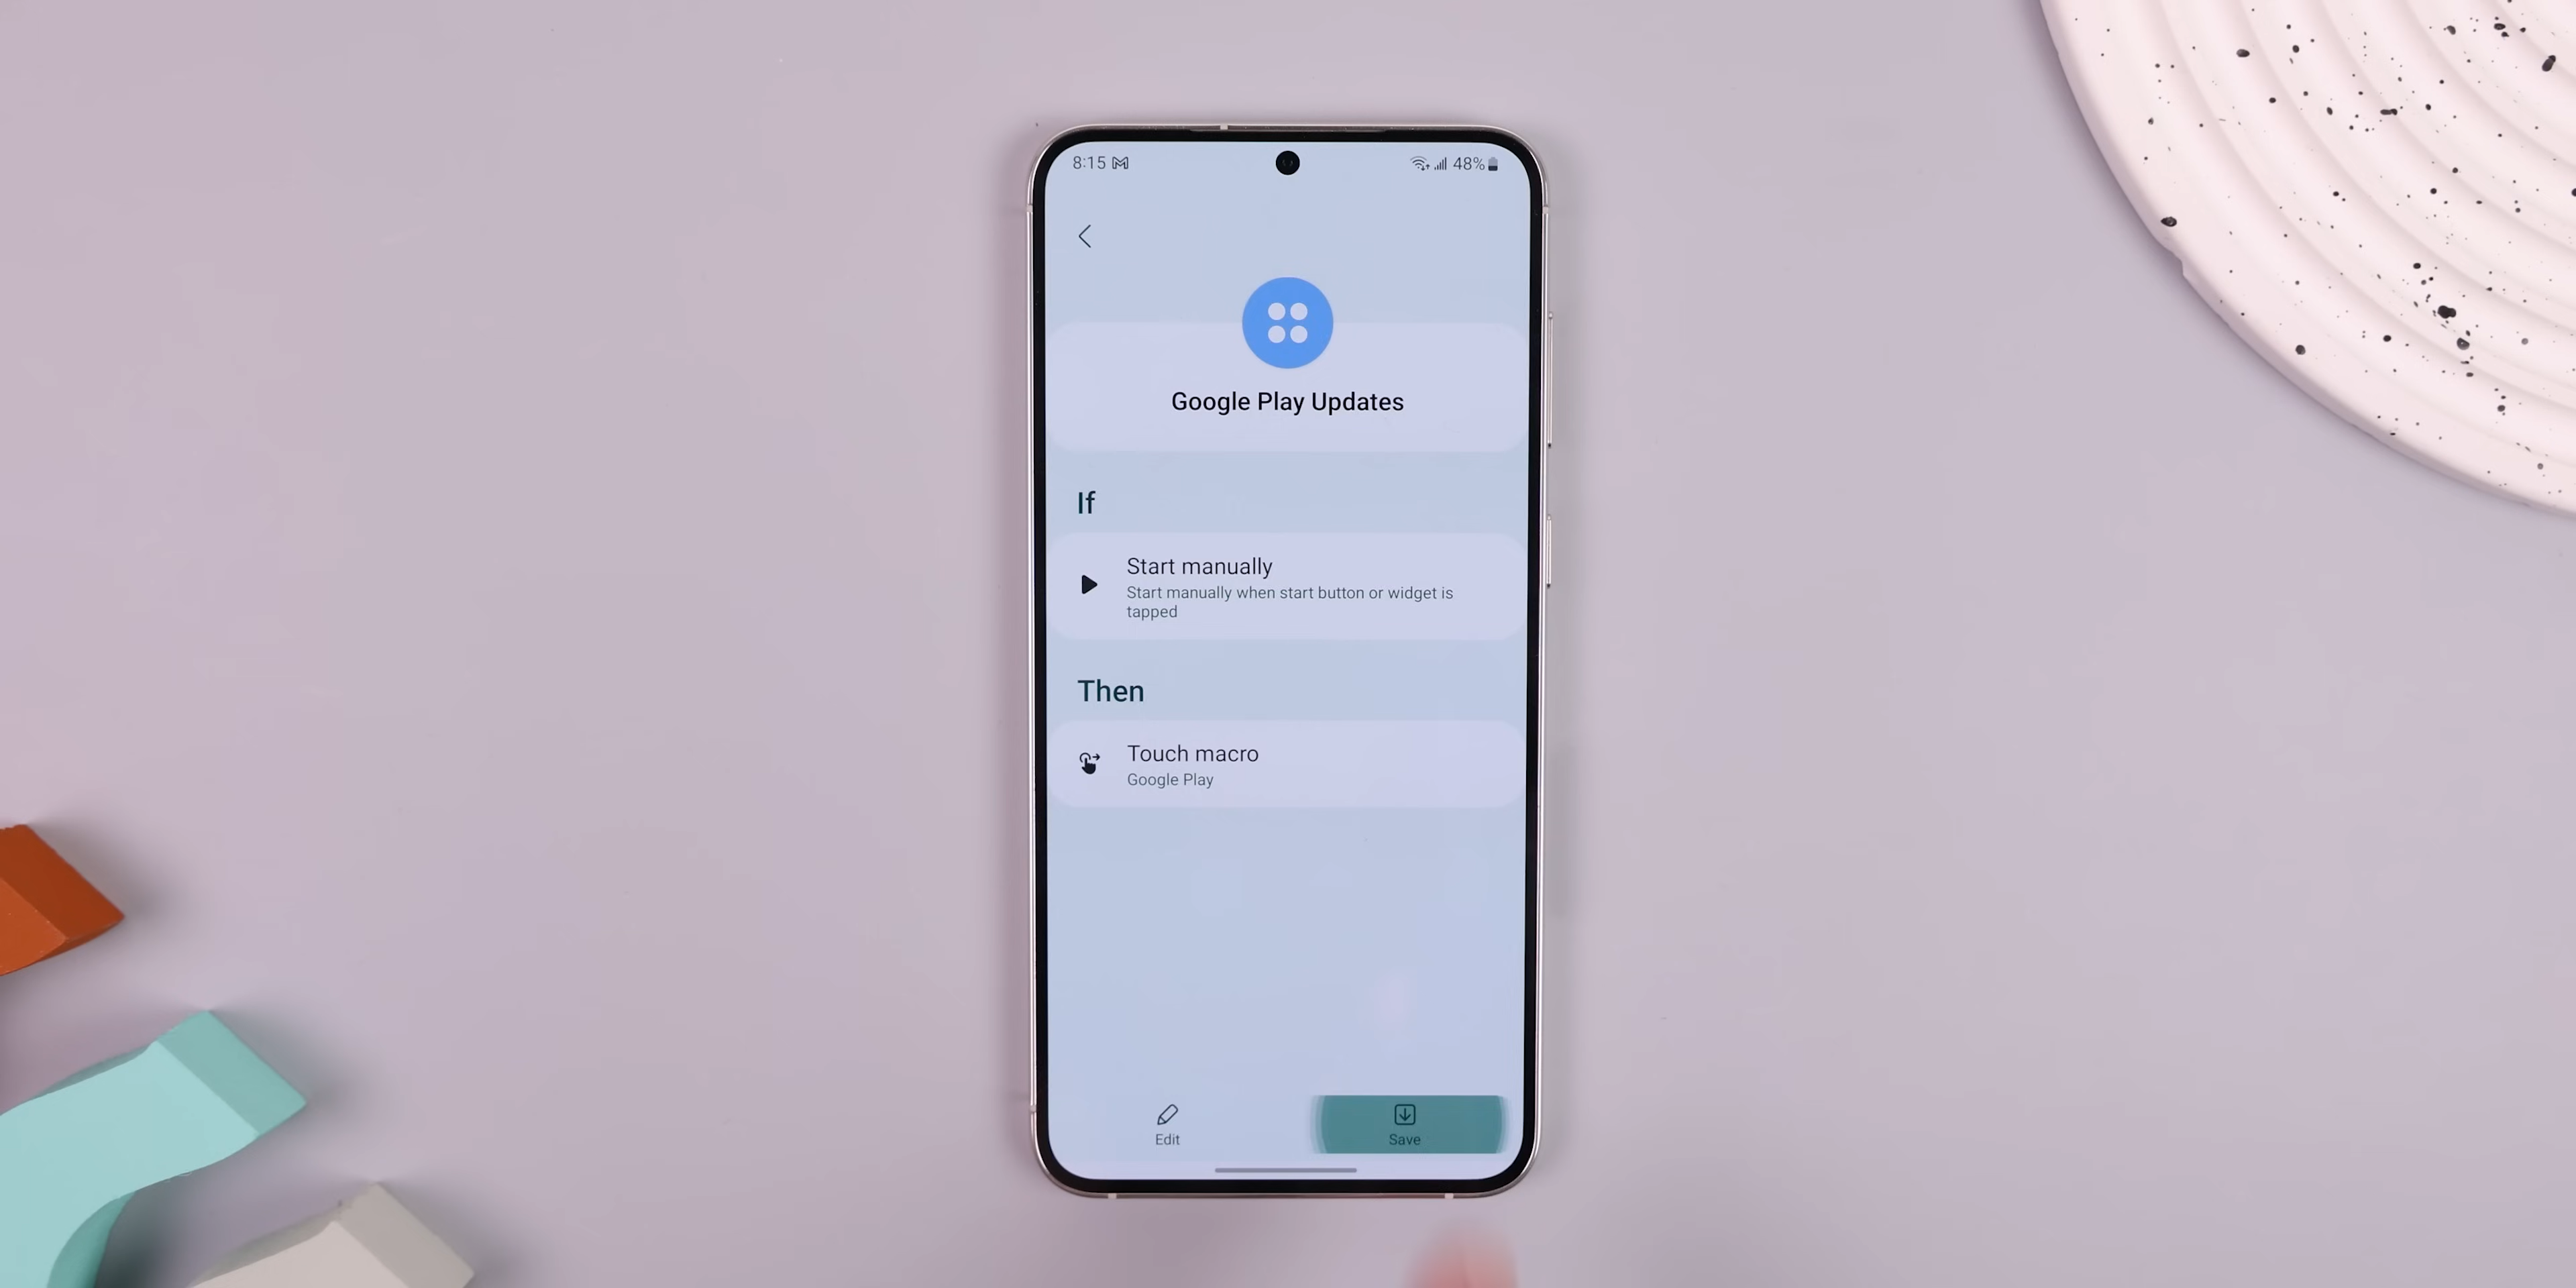 8:15
48%
Google Play Updates
If
Start manually
Start manually when start button or widget is
tapped
Then
Touch macro
Google Play
Edit
Save